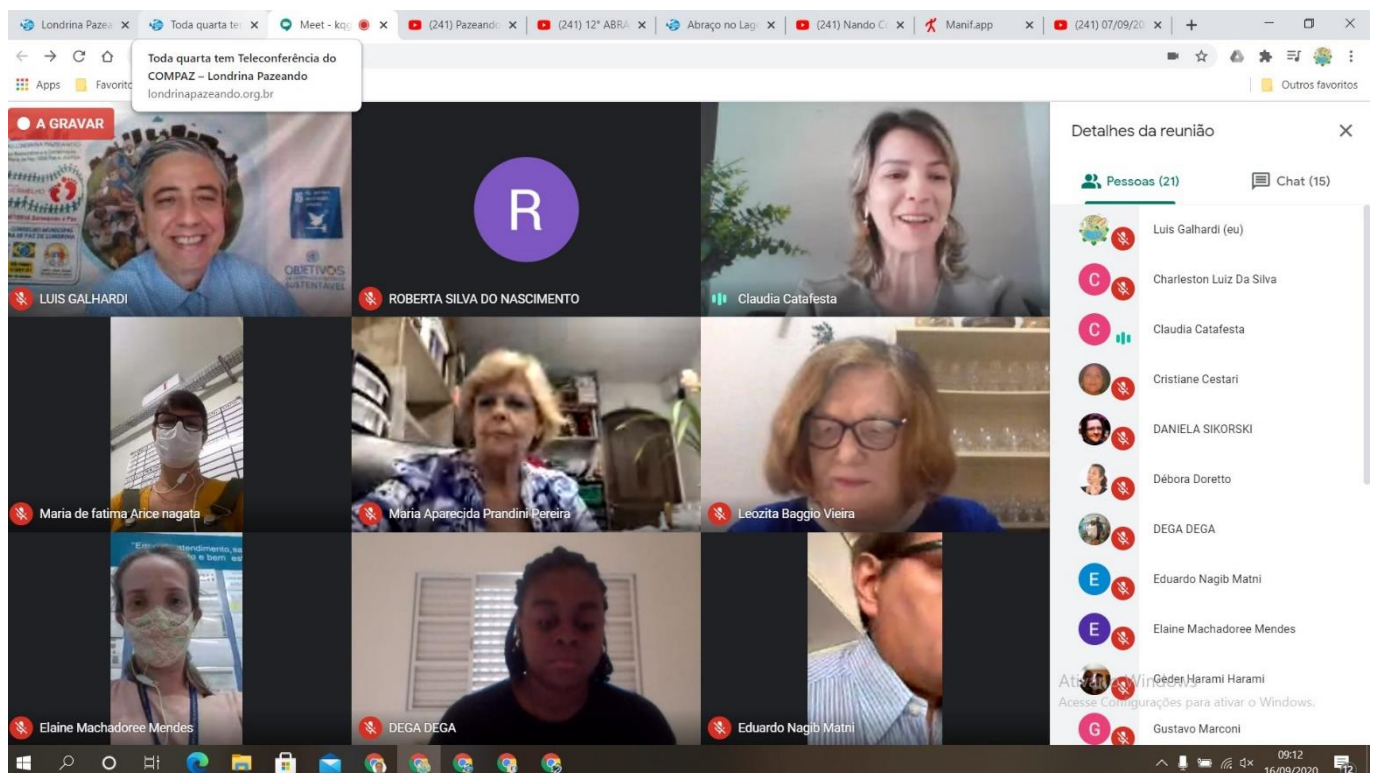 Londrina Pazea
Toda quarta ter
Meet - kqg
(241) Pazeando
(241) 12° ABRA
Abraço no Lag
(241) Nando Co
Manif.app
(241) 07/09/20
Toda quarta tem Teleconferência do
COMPAZ – Londrina Pazeando
londrinapazeando.org.br
Apps
Favorito
Outros favoritos
A GRAVAR
OBJETIVOS
LUIS GALHARDI
R
ROBERTA SILVA DO NASCIMENTO
Claudia Catafesta
Maria de fatima Arice nagata
Maria Aparecida Prandini Pereira
Leozita Baggio Vieira
Elaine Machadoree Mendes
DEGA DEGA
Eduardo Nagib Matni
Detalhes da reunião
Pessoas (21)
Chat (15)
Luis Galhardi (eu)
C
Charleston Luiz Da Silva
C
Claudia Catafesta
Cristiane Cestari
DANIELA SIKORSKI
Débora Doretto
DEGA DEGA
E
Eduardo Nagib Matni
E
Elaine Machadoree Mendes
Géder Harami Harami
Acesse Configurações para ativar o Windows.
G
Gustavo Marconi
09:12
16/09/2020